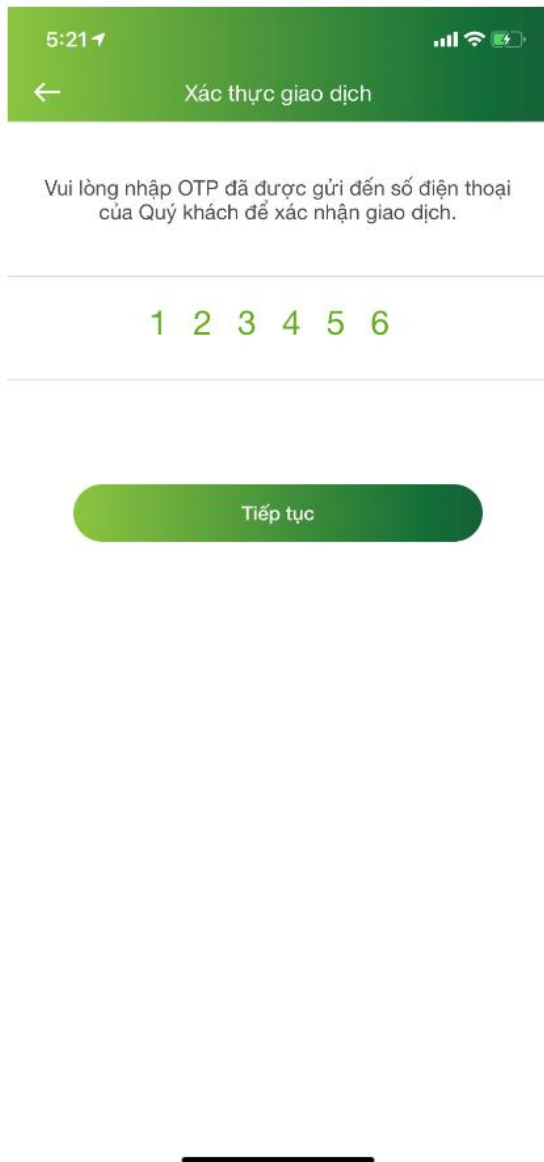 5:21
Xác thực giao dịch
Vui lòng nhập OTP đã được gửi đến số điện thoại
của Quý khách để xác nhận giao dịch.
1 2 3 4 5 6
Tiếp tục